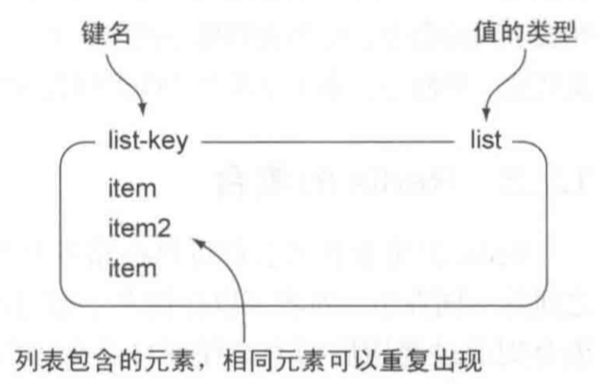 键名
值的类型
list-key
list
item
item2
item
列表包含的元素，相同元素可以重复出现